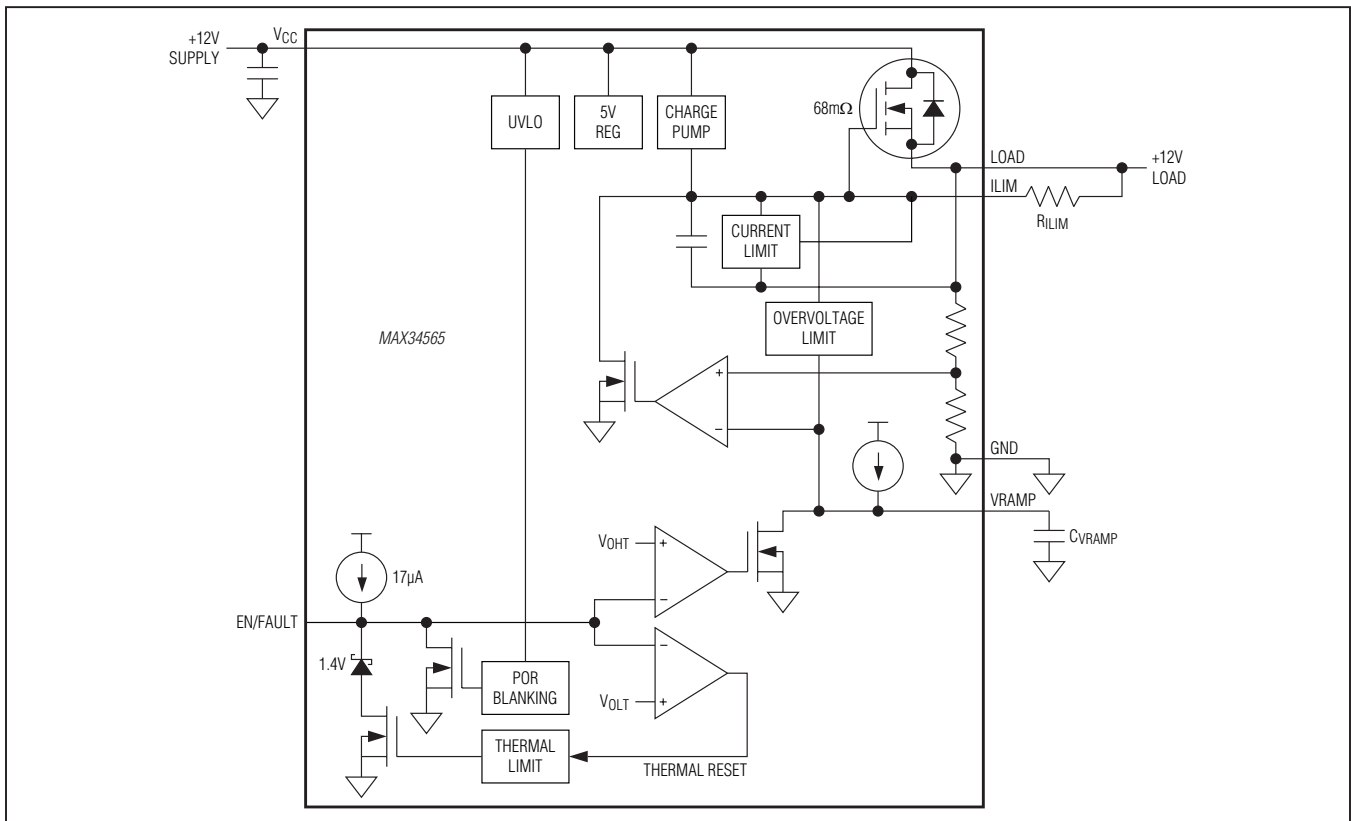 +12V
SUPPLY
VCC
UVLO
5V
REG
CHARGE
PUMP
68mΩ
LOAD
+12V
LOAD
ILIM
RILIM
CURRENT
LIMIT
OVERVOLTAGE
LIMIT
MAX34565
+
−
GND
VRAMP
CVRAMP
VOHT
+
−
17µA
EN/FAULT
1.4V
POR
BLANKING
−
VOLT
+
THERMAL
LIMIT
THERMAL RESET